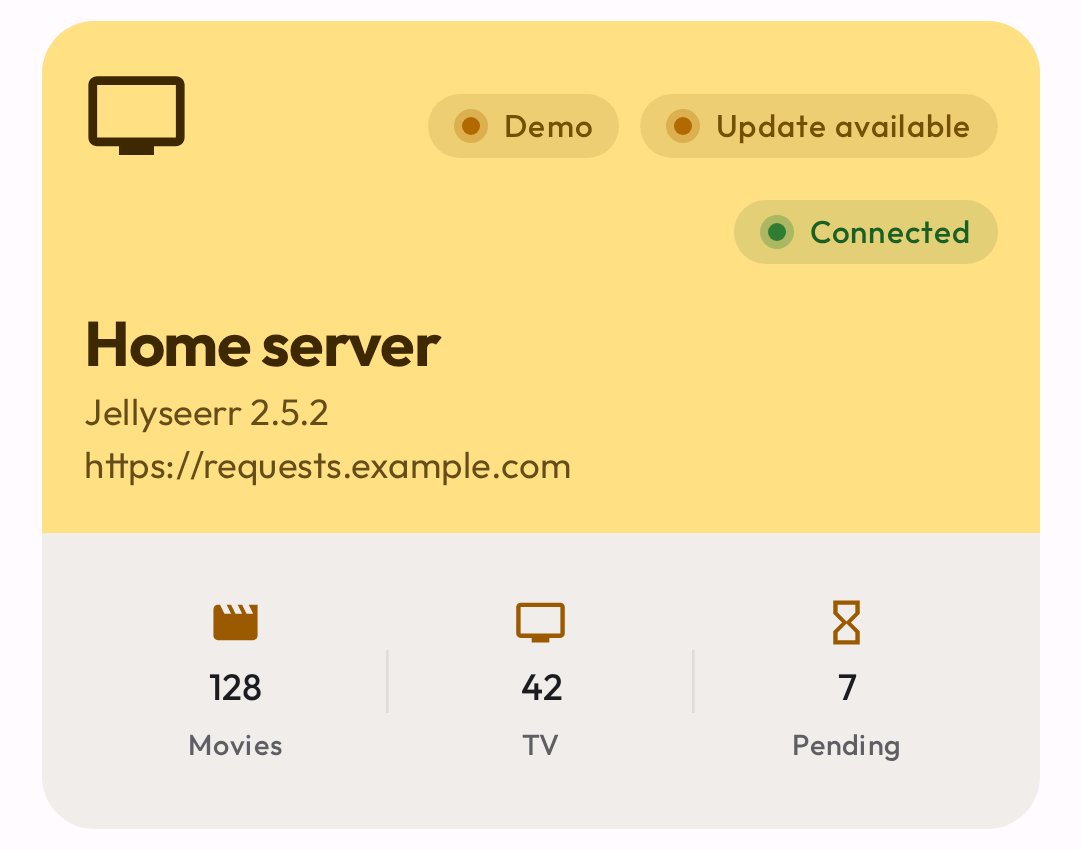 Demo
Update available
Connected
Home server
Jellyseerr 2.5.2
https://requests.example.com
128
Movies
42
TV
7
Pending